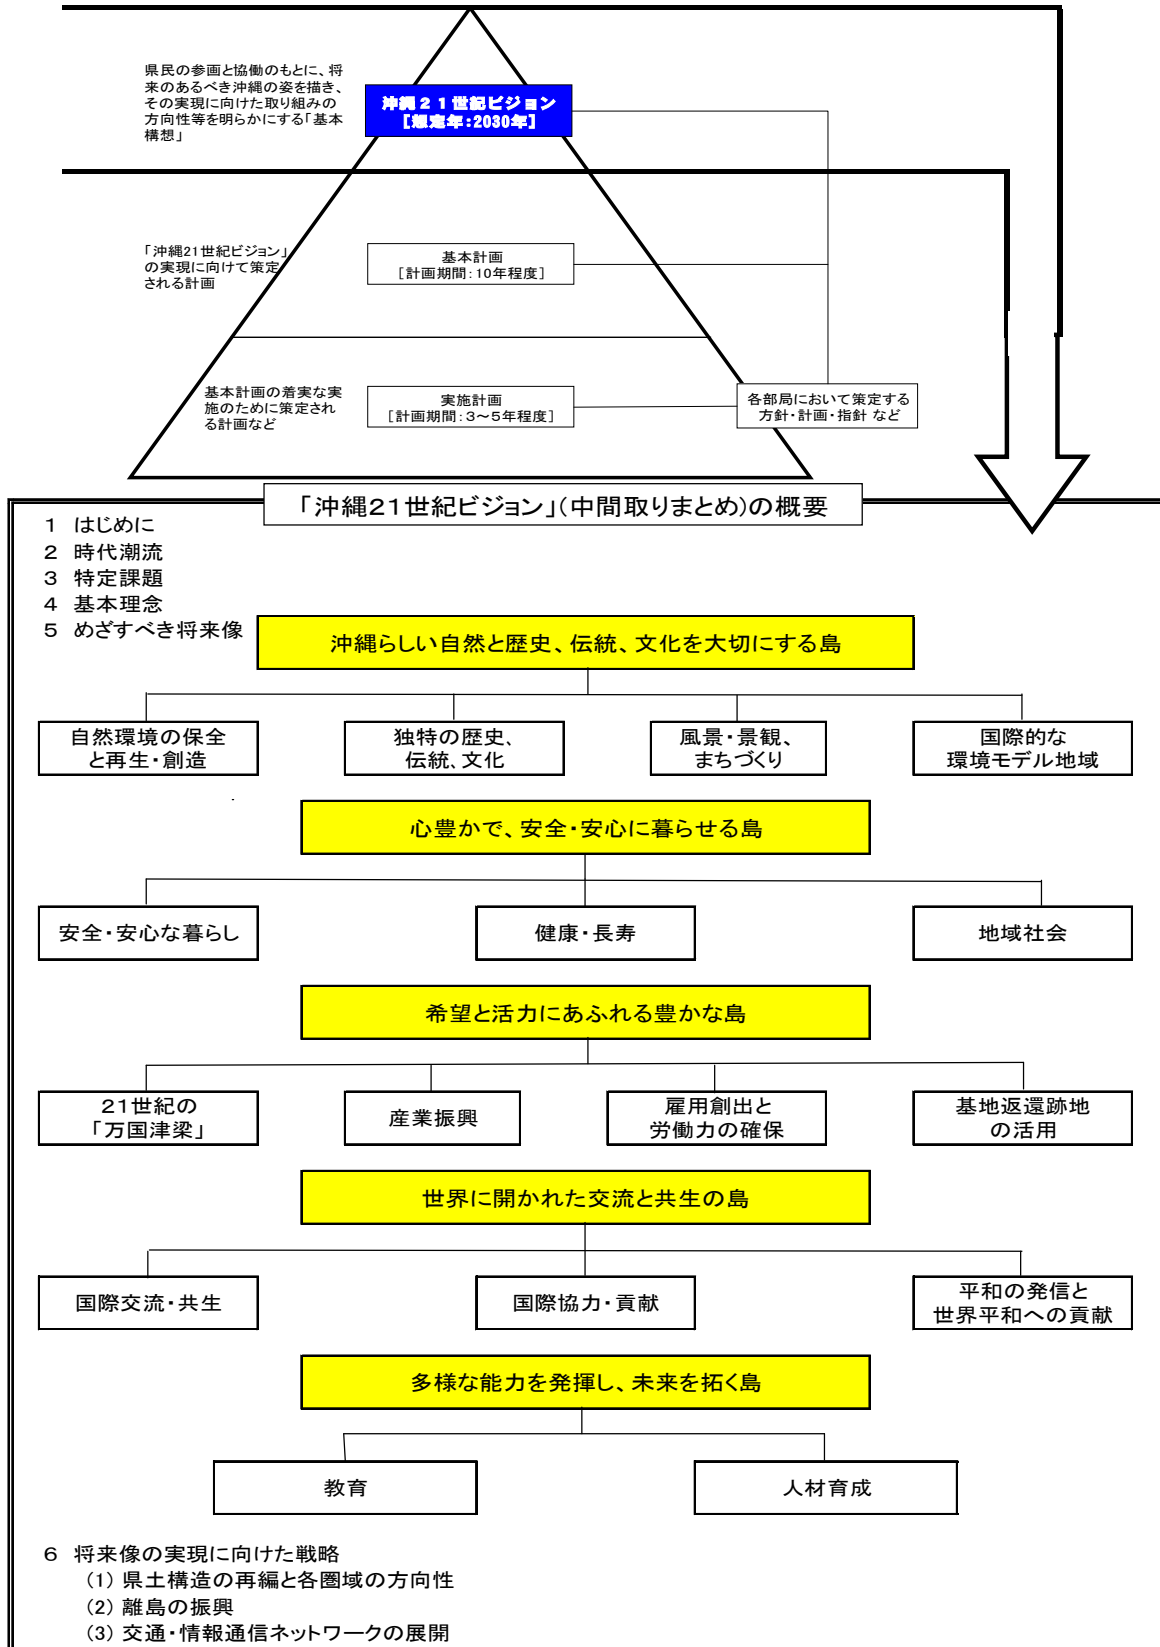 県民の参画と協働のもとに、将
来のあるべき沖縄の姿を描き、
その実現に向けた取り組みの
方向性等を明らかにする「基本
構想」
沖縄21世紀ビジョン
[想定年:2030年]
「沖縄21世紀ビジョン」
の実現に向けて策定
される計画
基本計画
[計画期間:10年程度]
基本計画の着実な実
施のために策定され
る計画など
実施計画
[計画期間:3～5年程度]
各部局において策定する
方針・計画・指針 など
「沖縄21世紀ビジョン」(中間取りまとめ)の概要
1 はじめに
2 時代潮流
3 特定課題
4 基本理念
5 めざすべき将来像
沖縄らしい自然と歴史、伝統、文化を大切にする島
自然環境の保全
と再生・創造
独特の歴史、
伝統、文化
風景・景観、
まちづくり
国際的な
環境モデル地域
心豊かで、安全・安心に暮らせる島
安全・安心な暮らし
健康・長寿
地域社会
希望と活力にあふれる豊かな島
21世紀の
「万国津梁」
産業振興
雇用創出と
労働力の確保
基地返還跡地
の活用
世界に開かれた交流と共生の島
国際交流・共生
国際協力・貢献
平和の発信と
世界平和への貢献
多様な能力を発揮し、未来を拓く島
教育
人材育成
6 将来像の実現に向けた戦略
(1) 県土構造の再編と各圏域の方向性
(2) 離島の振興
(3) 交通・情報通信ネットワークの展開